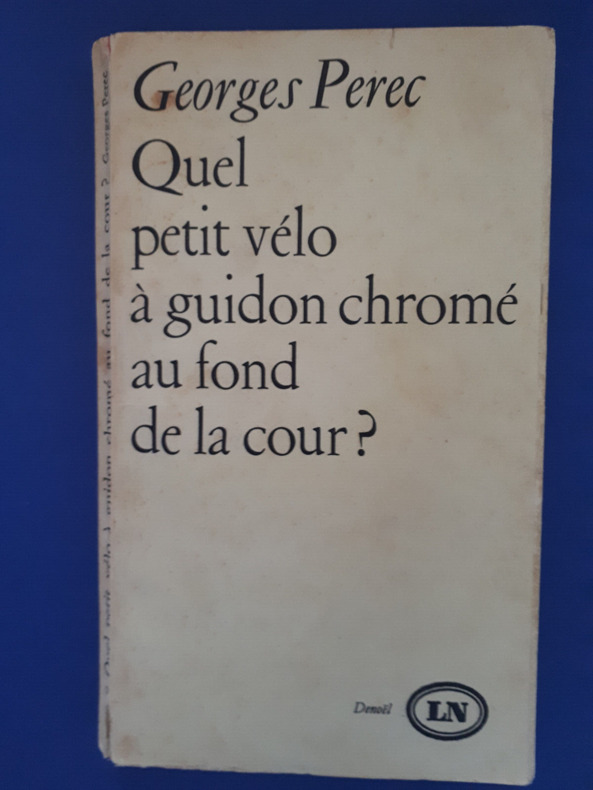 Georges Perec
Quel
petit vélo
à guidon chromé
au fond
de la cour ?
Denoël
LN
Quel petit vélo à guidon chromé au fond de la cour ? Georges Perec